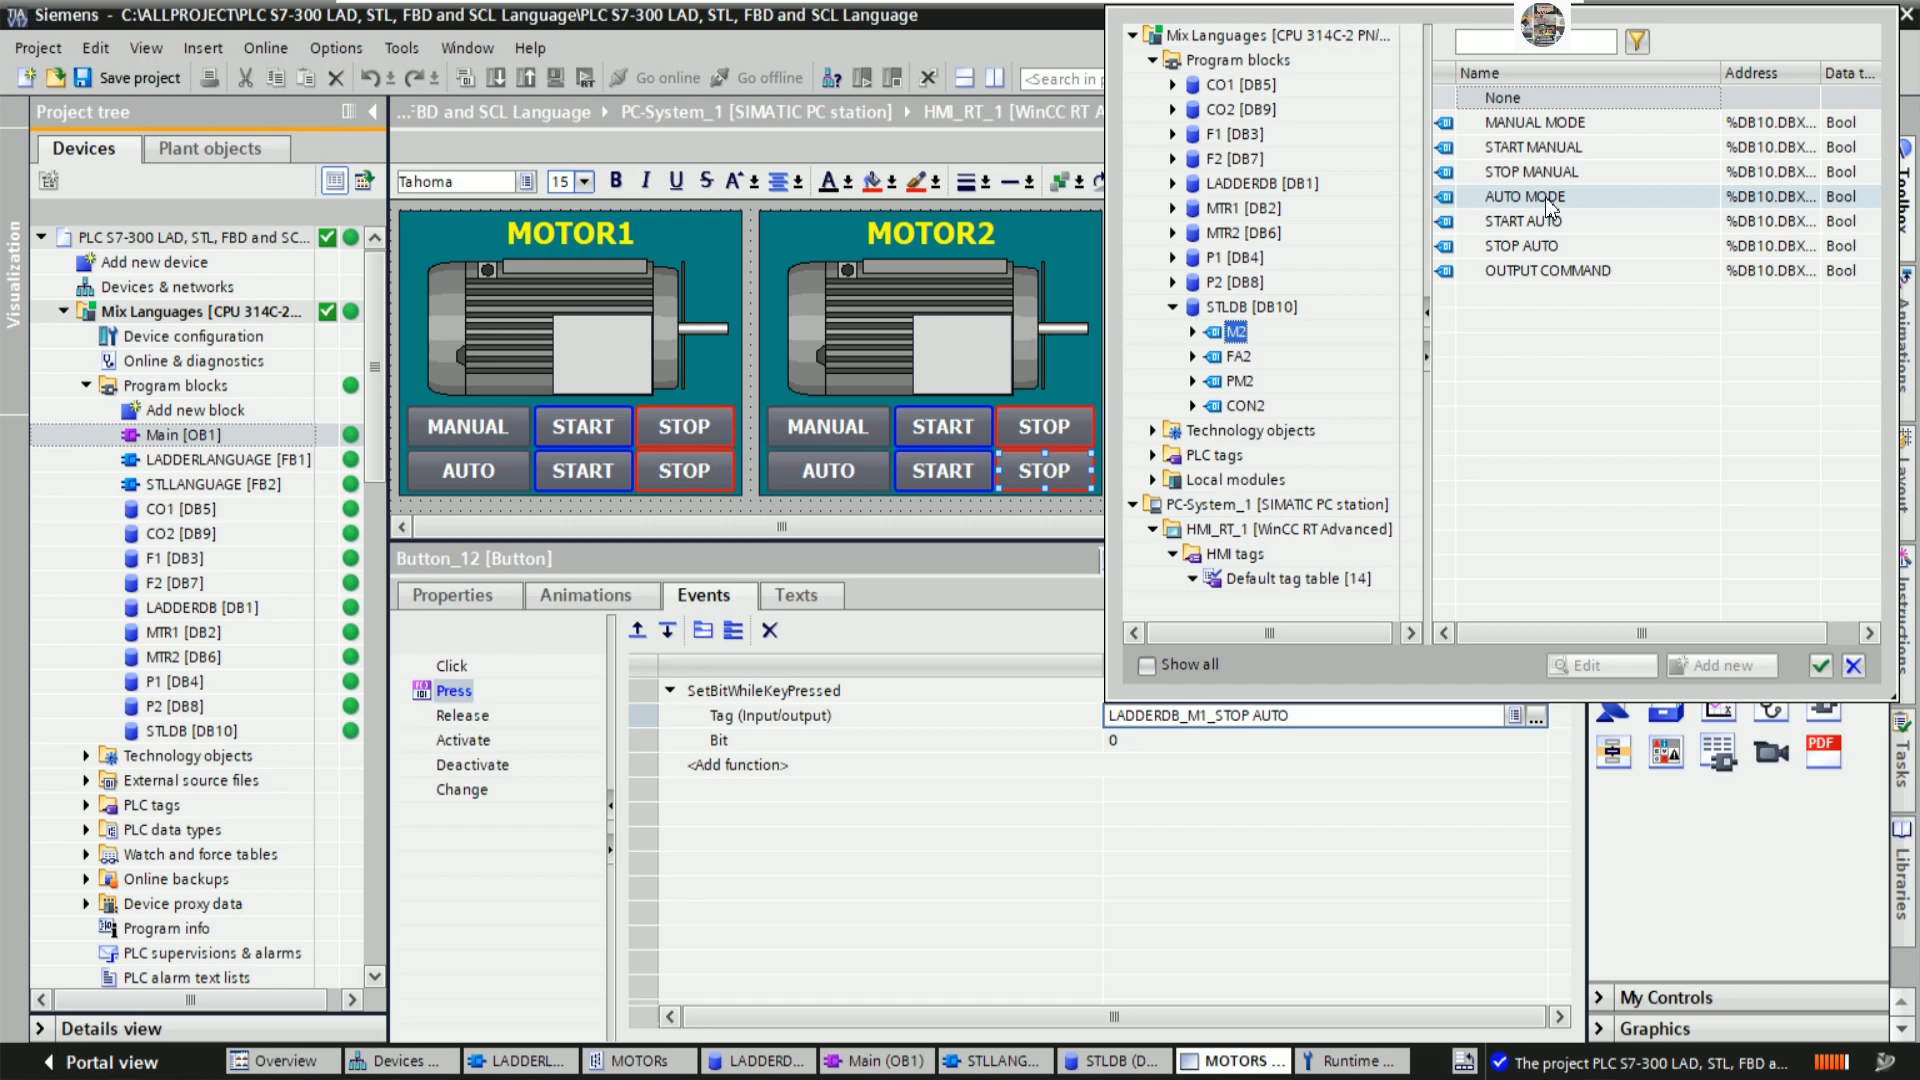 Siemens - C:\ALLPROJECT\PLC S7-300 LAD, STL, FBD and SCL Language\PLC S7-300 LAD, STL, FBD and SCL Language
Project Edit View Insert Online Options Tools Window Help
Save project Go online Go offline <Search in p
Project tree
...FBD and SCL Language PC-System_1 [SIMATIC PC station] HMI_RT_1 [WinCC RT A
Devices Plant objects
Tahoma 15 B I U S A A
Visualization
PLC S7-300 LAD, STL, FBD and SC...
Add new device
Devices & networks
Mix Languages [CPU 314C-2...
Device configuration
Online & diagnostics
Program blocks
Add new block
Main [OB1]
LADDERLANGUAGE [FB1]
STLLANGUAGE [FB2]
CO1 [DB5]
CO2 [DB9]
F1 [DB3]
F2 [DB7]
LADDERDB [DB1]
MTR1 [DB2]
MTR2 [DB6]
P1 [DB4]
P2 [DB8]
STLDB [DB10]
Technology objects
External source files
PLC tags
PLC data types
Watch and force tables
Online backups
Device proxy data
Program info
PLC supervisions & alarms
PLC alarm text lists
Details view
MOTOR1 MOTOR2
MANUAL START STOP MANUAL START STOP
AUTO START STOP AUTO START STOP
Button_12 [Button]
Properties Animations Events Texts
Click
Press
Release
Activate
Deactivate
Change
SetBitWhileKeyPressed
Tag (Input/output) LADDERDB_M1_STOP AUTO ...
Bit 0
<Add function>
Mix Languages [CPU 314C-2 PN/...
Program blocks
CO1 [DB5]
CO2 [DB9]
F1 [DB3]
F2 [DB7]
LADDERDB [DB1]
MTR1 [DB2]
MTR2 [DB6]
P1 [DB4]
P2 [DB8]
STLDB [DB10]
M2
FA2
PM2
CON2
Technology objects
PLC tags
Local modules
PC-System_1 [SIMATIC PC station]
HMI_RT_1 [WinCC RT Advanced]
HMI tags
Default tag table [14]
Name Address Data t...
None
MANUAL MODE %DB10.DBX... Bool
START MANUAL %DB10.DBX... Bool
STOP MANUAL %DB10.DBX... Bool
AUTO MODE %DB10.DBX... Bool
START AUTO %DB10.DBX... Bool
STOP AUTO %DB10.DBX... Bool
OUTPUT COMMAND %DB10.DBX... Bool
Show all Edit Add new
PDF
Toolbox
Animations
Layout
Instructions
Tasks
Libraries
My Controls
Graphics
Portal view Overview Devices ... LADDERL... MOTORs LADDERD... Main (OB1) STLLANG... STLDB (D... MOTORS ... Runtime ... The project PLC S7-300 LAD, STL, FBD a...